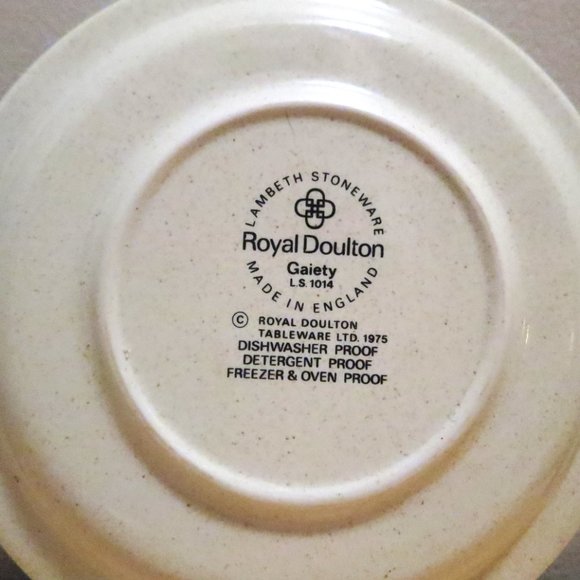 LAMBETH STONEWARE
Royal Doulton
Gaiety
L.S. 1014
MADE IN ENGLAND
© ROYAL DOULTON
TABLEWARE LTD. 1975
DISHWASHER PROOF
DETERGENT PROOF
FREEZER & OVEN PROOF